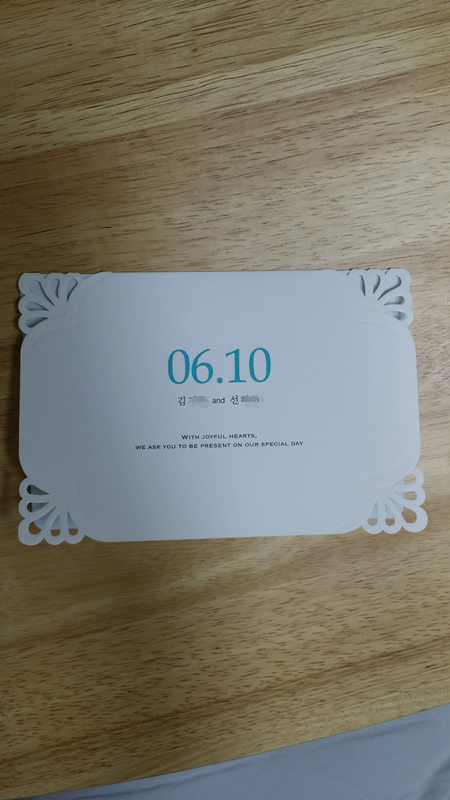 06.10
김 and 선
WITH JOYFUL HEARTS,
WE ASK YOU TO BE PRESENT ON OUR SPECIAL DAY